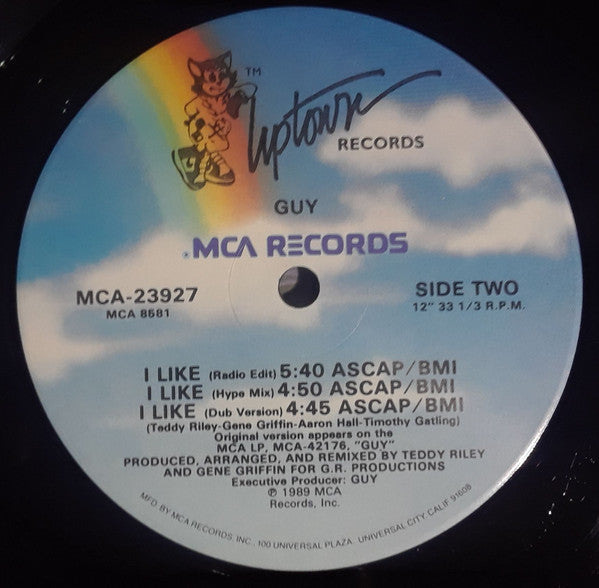 TM
Uptown
RECORDS
GUY
MCA RECORDS
MCA-23927
MCA 8581
SIDE TWO
12" 33 1/3 R.P.M.
I LIKE (Radio Edit) 5:40 ASCAP/BMI
I LIKE (Hype Mix) 4:50 ASCAP/BMI
I LIKE (Dub Version) 4:45 ASCAP/BMI
(Teddy Riley-Gene Griffin-Aaron Hall-Timothy Gatling)
Original version appears on the
MCA LP, MCA-42176, "GUY"
PRODUCED, ARRANGED, AND REMIXED BY TEDDY RILEY
AND GENE GRIFFIN FOR G.R. PRODUCTIONS
Executive Producer: GUY
℗ 1989 MCA
Records, Inc.
MFD. BY MCA RECORDS, INC., 100 UNIVERSAL PLAZA, UNIVERSAL CITY, CALIF. 91608